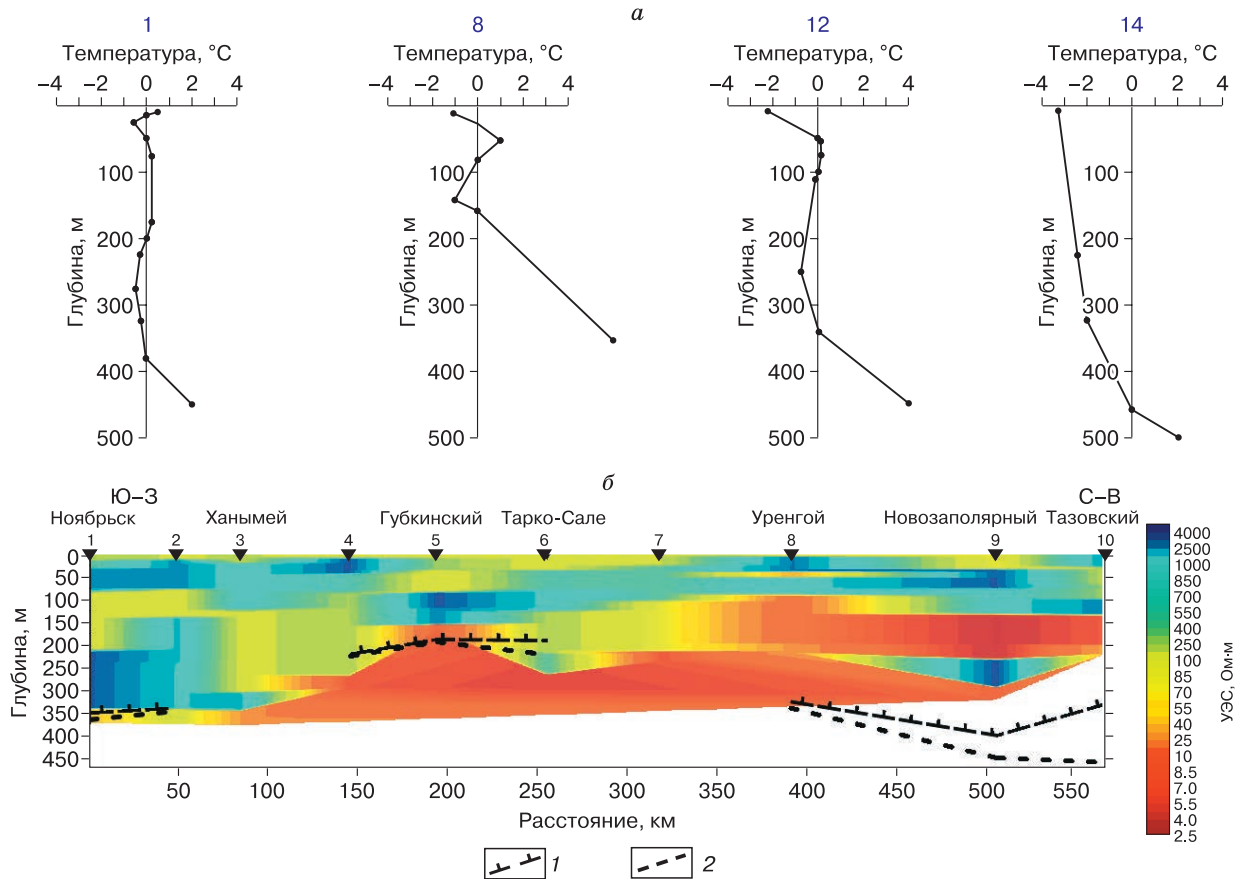 а
1 8 12 14
Температура, °C Температура, °C Температура, °C Температура, °C
−4 −2 0 2 4 −4 −2 0 2 4 −4 −2 0 2 4 −4 −2 0 2 4
100 100 100 100
200 200 200 200
300 300 300 300
400 400 400 400
500 500 500 500
Глубина, м Глубина, м Глубина, м Глубина, м
б
Ю–З С–В
Ноябрьск Ханымей Губкинский Тарко-Сале Уренгой Новозаполярный Тазовский
1 2 3 4 5 6 7 8 9 10
0
50
100
150
200
250
300
350
400
450
Глубина, м
50 100 150 200 250 300 350 400 450 500 550
Расстояние, км
4000
2500
1000
850
700
550
400
250
100
85
70
55
40
25
10
8.5
7.0
5.5
4.0
2.5
УЭС, Ом·м
1 2